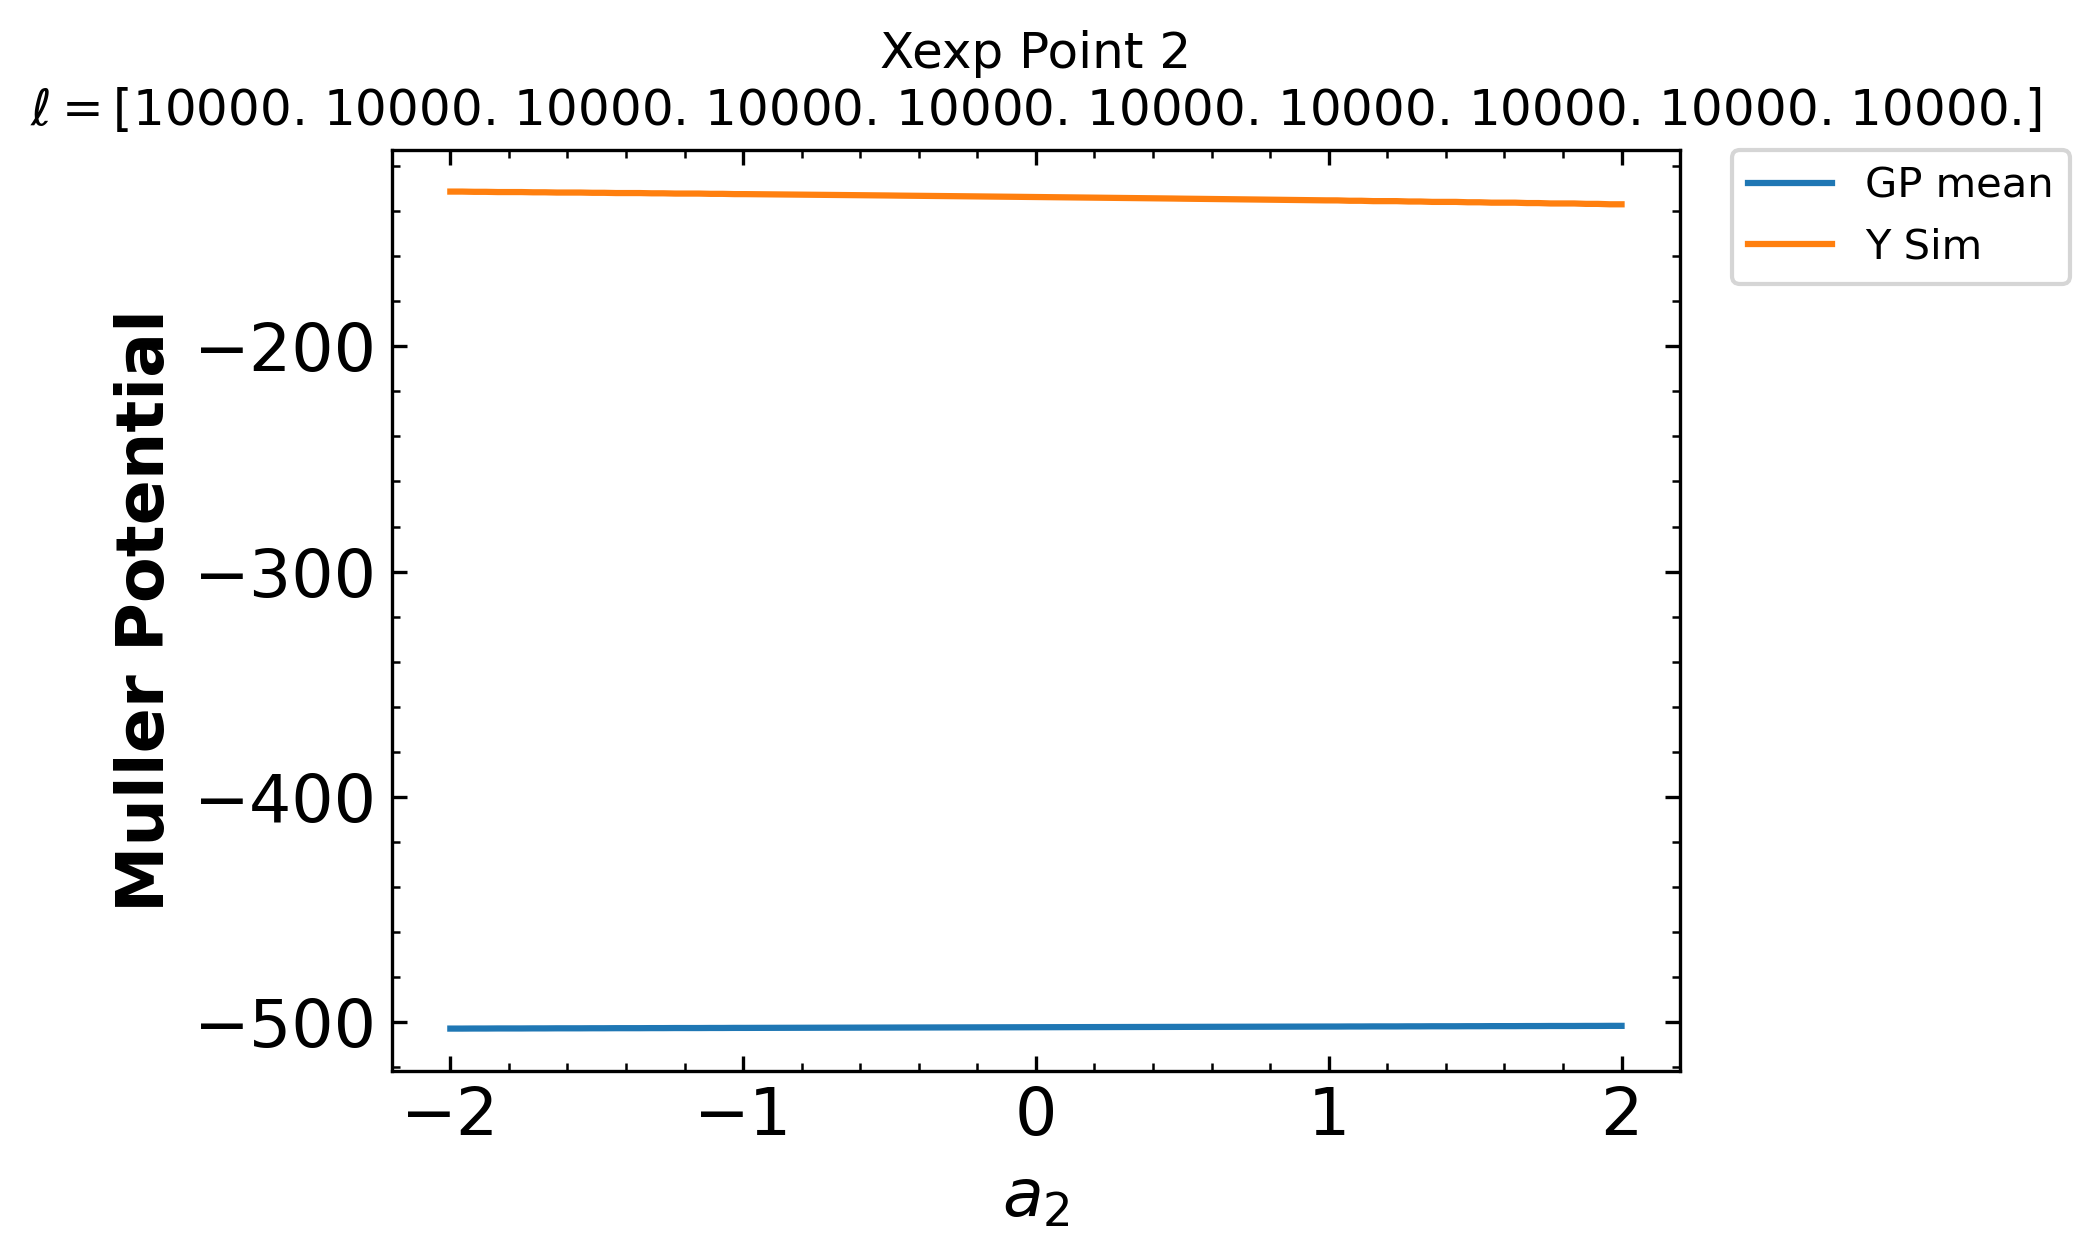 Xexp Point 2
ℓ = [10000. 10000. 10000. 10000. 10000. 10000. 10000. 10000. 10000. 10000.]
GP mean
Y Sim
Muller Potential
−200
−300
−400
−500
−2 −1 0 1 2
a₂